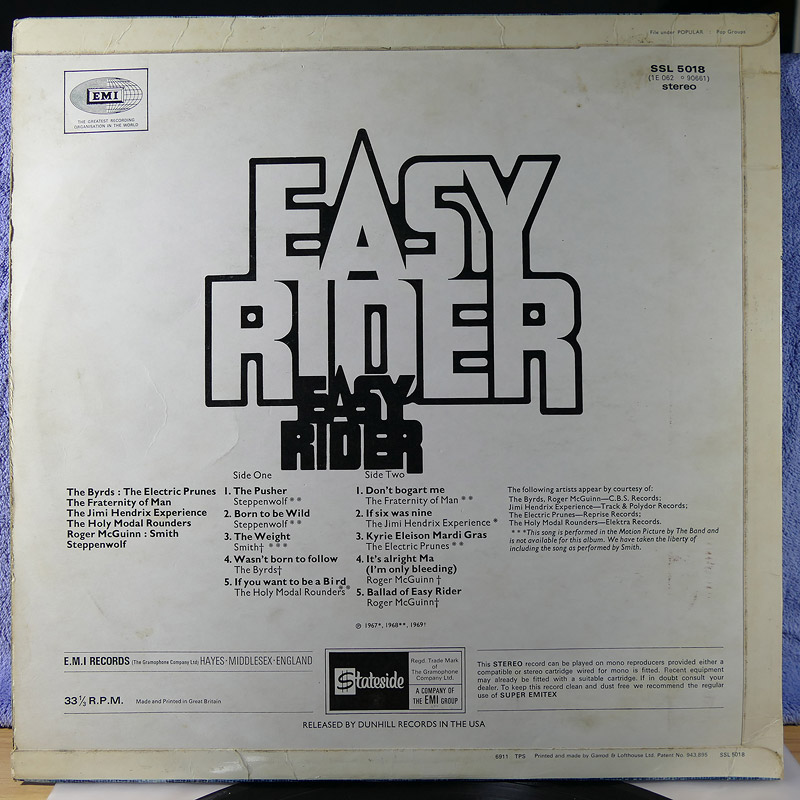 File under POPULAR Pop Groups
EMI
THE GREATEST RECORDING
ORGANISATION IN THE WORLD
SSL 5018
(1E 062 ○ 90661)
stereo
EASY
RIDER
EASY
RIDER
The Byrds : The Electric Prunes
The Fraternity of Man
The Jimi Hendrix Experience
The Holy Modal Rounders
Roger McGuinn : Smith
Steppenwolf
Side One
1. The Pusher
Steppenwolf * *
2. Born to be Wild
Steppenwolf * *
3. The Weight
Smith† * * *
4. Wasn't born to follow
The Byrds†
5. If you want to be a Bird
The Holy Modal Rounders * *
Side Two
1. Don't bogart me
The Fraternity of Man * *
2. If six was nine
The Jimi Hendrix Experience *
3. Kyrie Eleison Mardi Gras
The Electric Prunes * *
4. It's alright Ma
(I'm only bleeding)
Roger McGuinn †
5. Ballad of Easy Rider
Roger McGuinn†
℗ 1967*, 1968**, 1969†
The following artists appear by courtesy of:
The Byrds, Roger McGuinn—C.B.S. Records;
Jimi Hendrix Experience—Track & Polydor Records;
The Electric Prunes—Reprise Records;
The Holy Modal Rounders—Elektra Records.
* * *This song is performed in the Motion Picture by The Band and
is not available for this album. We have taken the liberty of
including the song as performed by Smith.
E.M.I RECORDS (The Gramophone Company Ltd) HAYES·MIDDLESEX·ENGLAND
33⅓ R.P.M. Made and Printed in Great Britain
Stateside
Regd. Trade Mark
of The
Gramophone
Company Ltd.
A COMPANY OF
THE EMI GROUP
This STEREO record can be played on mono reproducers provided either a
compatible or stereo cartridge wired for mono is fitted. Recent equipment
may already be fitted with a suitable cartridge. If in doubt consult your
dealer. To keep this record clean and dust free we recommend the regular
use of SUPER EMITEX
RELEASED BY DUNHILL RECORDS IN THE USA
6911 TPS Printed and made by Garrod & Lofthouse Ltd. Patent No. 943,895 SSL 5018